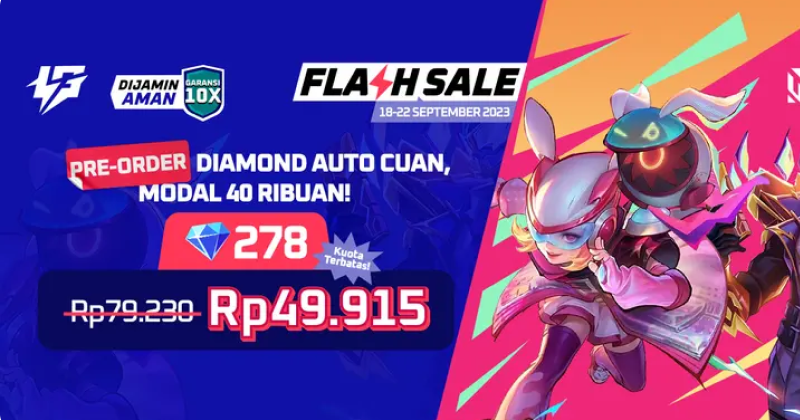 DIJAMIN
AMAN
GARANSI
10X
FLASH SALE
18-22 SEPTEMBER 2023
PRE-ORDER DIAMOND AUTO CUAN,
MODAL 40 RIBUAN!
278
Kuota
Terbatas!
Rp79.230 Rp49.915